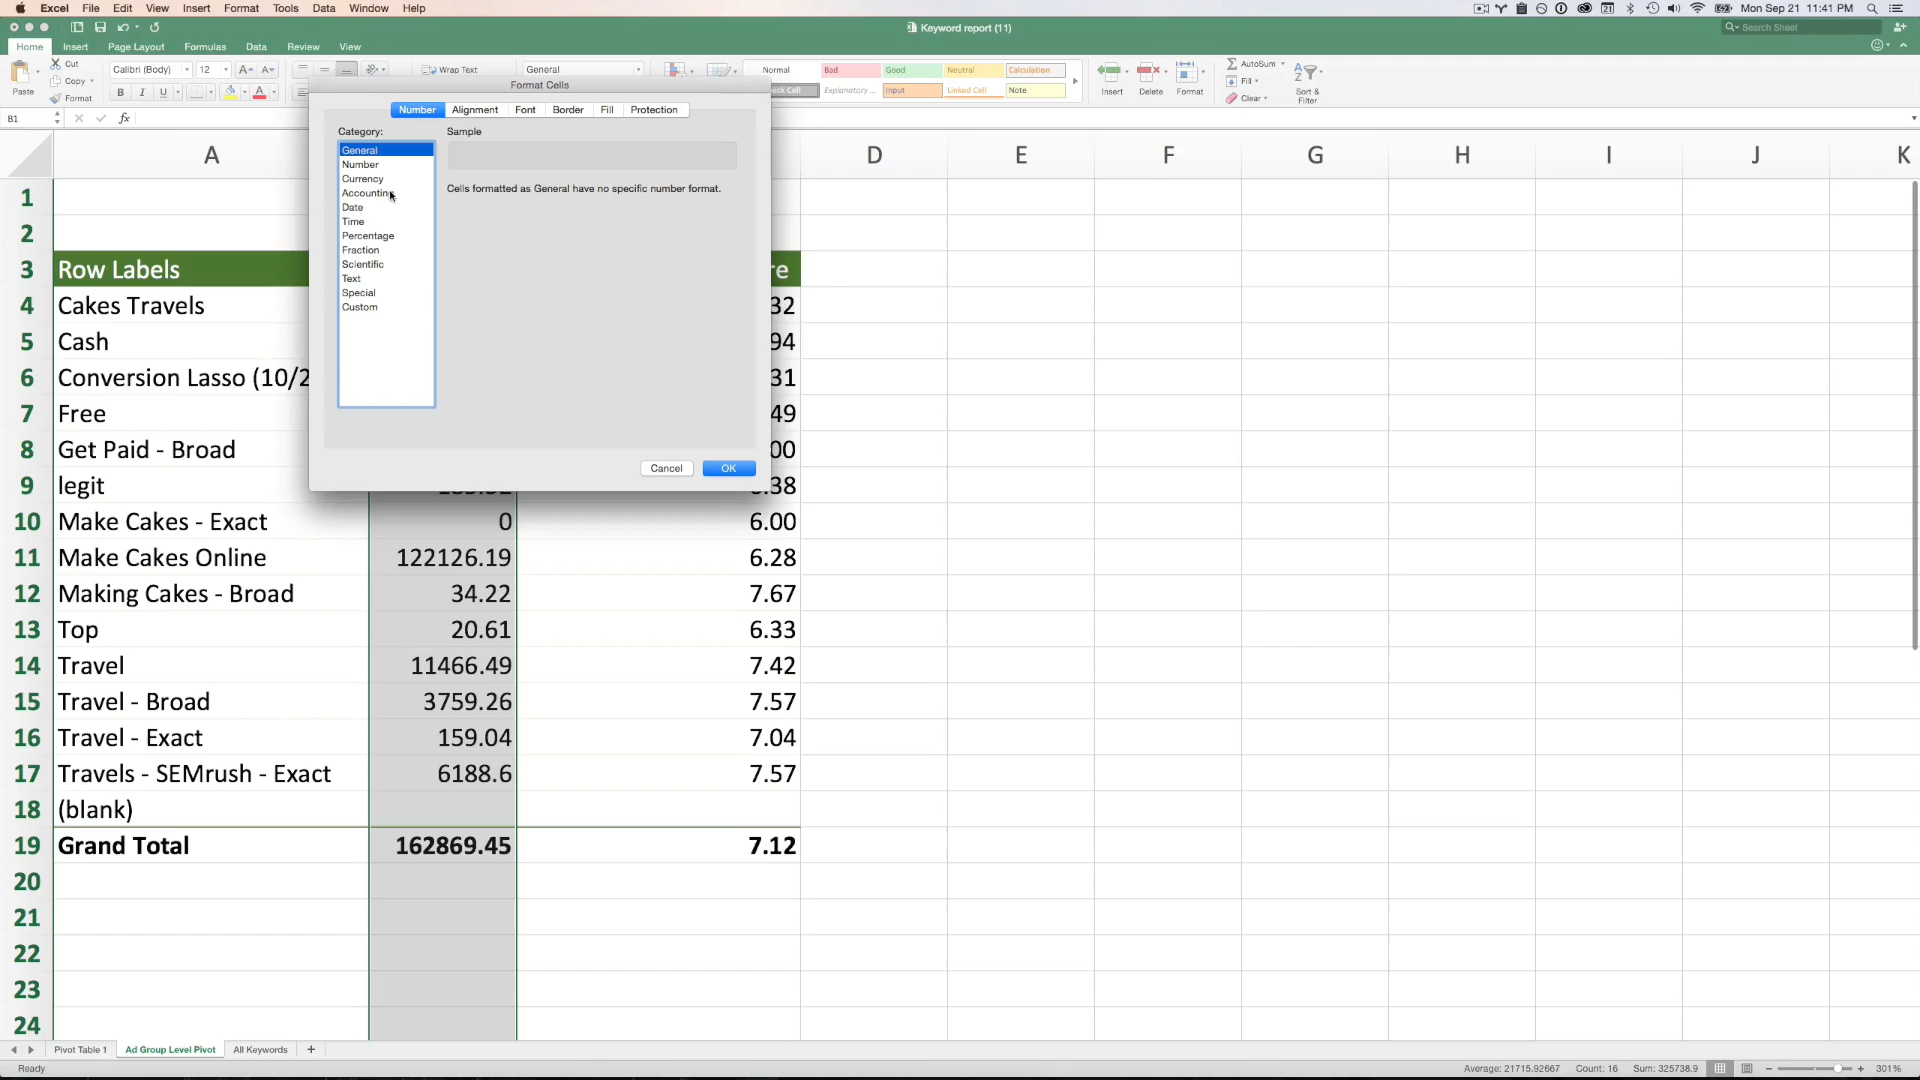 Excel File Edit View Insert Format Tools Data Window Help
Mon Sep 21 11:41 PM
Keyword report (11)
Search Sheet
Home Insert Page Layout Formulas Data Review View
Cut
Copy
Format
Paste
Calibri (Body) 12
Wrap Text
General
Normal Bad Good Neutral Calculation
Check Cell Explanatory ... Input Linked Cell Note
Insert Delete Format
AutoSum
Fill
Clear
Sort &
Filter
B1
fx
Format Cells
Number Alignment Font Border Fill Protection
Category:
General
Number
Currency
Accounting
Date
Time
Percentage
Fraction
Scientific
Text
Special
Custom
Sample
Cells formatted as General have no specific number format.
Cancel OK
A D E F G H I J K
1
2
3 Row Labels re
4 Cakes Travels 32
5 Cash 94
6 Conversion Lasso (10/2 31
7 Free 49
8 Get Paid - Broad 00
9 legit .38
10 Make Cakes - Exact 0 6.00
11 Make Cakes Online 122126.19 6.28
12 Making Cakes - Broad 34.22 7.67
13 Top 20.61 6.33
14 Travel 11466.49 7.42
15 Travel - Broad 3759.26 7.57
16 Travel - Exact 159.04 7.04
17 Travels - SEMrush - Exact 6188.6 7.57
18 (blank)
19 Grand Total 162869.45 7.12
20
21
22
23
24
Pivot Table 1 Ad Group Level Pivot All Keywords +
Ready
Average: 21715.92667 Count: 16 Sum: 325738.9 301%